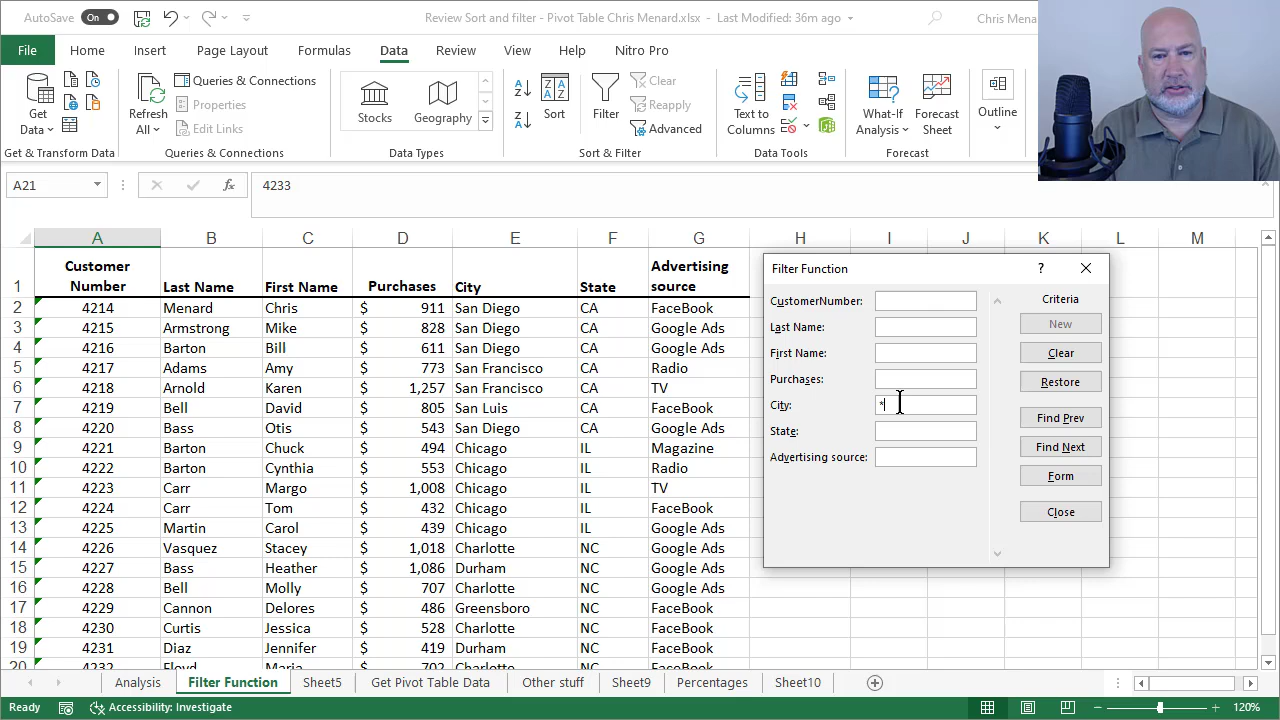 AutoSave On Review Sort and filter - Pivot Table Chris Menard.xlsx - Last Modified: 36m ago Chris Mena
File Home Insert Page Layout Formulas Data Review View Help Nitro Pro
Get Data
Refresh All
Queries & Connections
Properties
Edit Links
Stocks
Geography
Sort
Filter
Clear
Reapply
Advanced
Text to Columns
What-If Analysis
Forecast Sheet
Outline
Get & Transform Data Queries & Connections Data Types Sort & Filter Data Tools Forecast
A21 fx 4233
A B C D E F G H I J K L M
1 Customer Number Last Name First Name Purchases City State Advertising source
2 4214 Menard Chris $ 911 San Diego CA FaceBook
3 4215 Armstrong Mike $ 828 San Diego CA Google Ads
4 4216 Barton Bill $ 611 San Diego CA Google Ads
5 4217 Adams Amy $ 773 San Francisco CA Radio
6 4218 Arnold Karen $ 1,257 San Francisco CA TV
7 4219 Bell David $ 805 San Luis CA FaceBook
8 4220 Bass Otis $ 543 San Diego CA Google Ads
9 4221 Barton Chuck $ 494 Chicago IL Magazine
10 4222 Barton Cynthia $ 553 Chicago IL Radio
11 4223 Carr Margo $ 1,008 Chicago IL TV
12 4224 Carr Tom $ 432 Chicago IL FaceBook
13 4225 Martin Carol $ 439 Chicago IL Google Ads
14 4226 Vasquez Stacey $ 1,018 Charlotte NC Google Ads
15 4227 Bass Heather $ 1,086 Durham NC Google Ads
16 4228 Bell Molly $ 707 Charlotte NC Google Ads
17 4229 Cannon Delores $ 486 Greensboro NC FaceBook
18 4230 Curtis Jessica $ 528 Charlotte NC FaceBook
19 4231 Diaz Jennifer $ 419 Durham NC FaceBook
20 4232 Floyd Maria $ 702 Charlotte NC FaceBook
Filter Function ?
CustomerNumber:
Last Name:
First Name:
Purchases:
City: *
State:
Advertising source:
Criteria
New
Clear
Restore
Find Prev
Find Next
Form
Close
Analysis Filter Function Sheet5 Get Pivot Table Data Other stuff Sheet9 Percentages Sheet10
Ready Accessibility: Investigate 120%